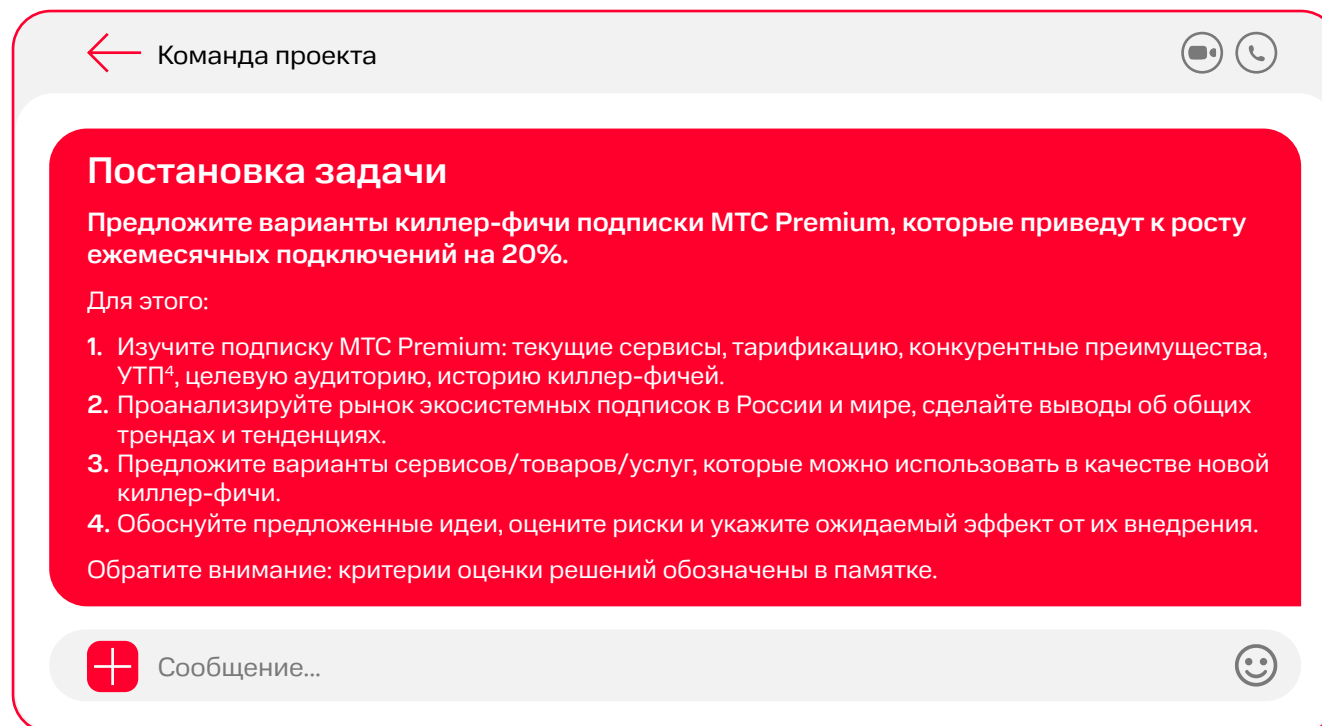 Команда проекта
Постановка задачи
Предложите варианты киллер-фичи подписки МТС Premium, которые приведут к росту
ежемесячных подключений на 20%.
Для этого:
1. Изучите подписку МТС Premium: текущие сервисы, тарификацию, конкурентные преимущества,
УТП⁴, целевую аудиторию, историю киллер-фичей.
2. Проанализируйте рынок экосистемных подписок в России и мире, сделайте выводы об общих
трендах и тенденциях.
3. Предложите варианты сервисов/товаров/услуг, которые можно использовать в качестве новой
киллер-фичи.
4. Обоснуйте предложенные идеи, оцените риски и укажите ожидаемый эффект от их внедрения.
Обратите внимание: критерии оценки решений обозначены в памятке.
Сообщение...